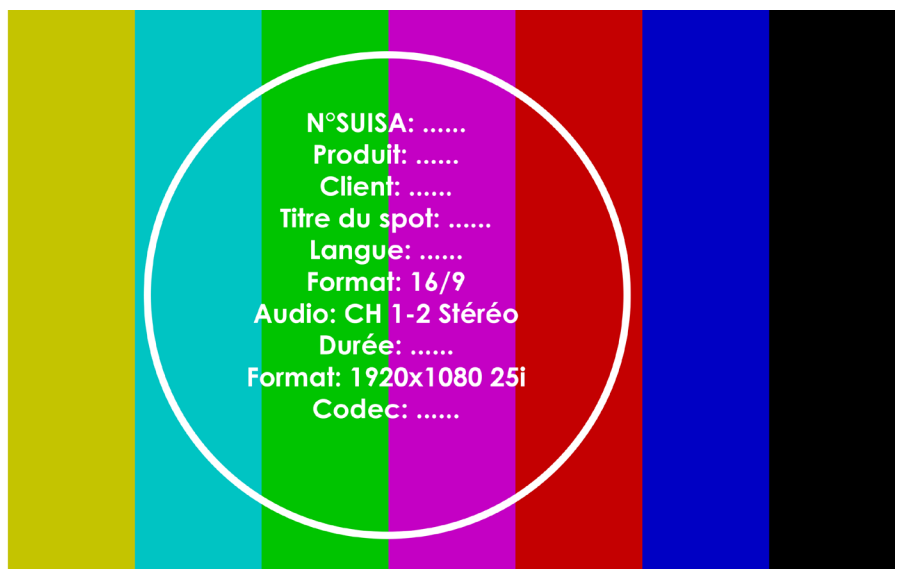 N°SUISA: ......
Produit: ......
Client: ......
Titre du spot: ......
Langue: ......
Format: 16/9
Audio: CH 1-2 Stéréo
Durée: ......
Format: 1920x1080 25i
Codec: ......